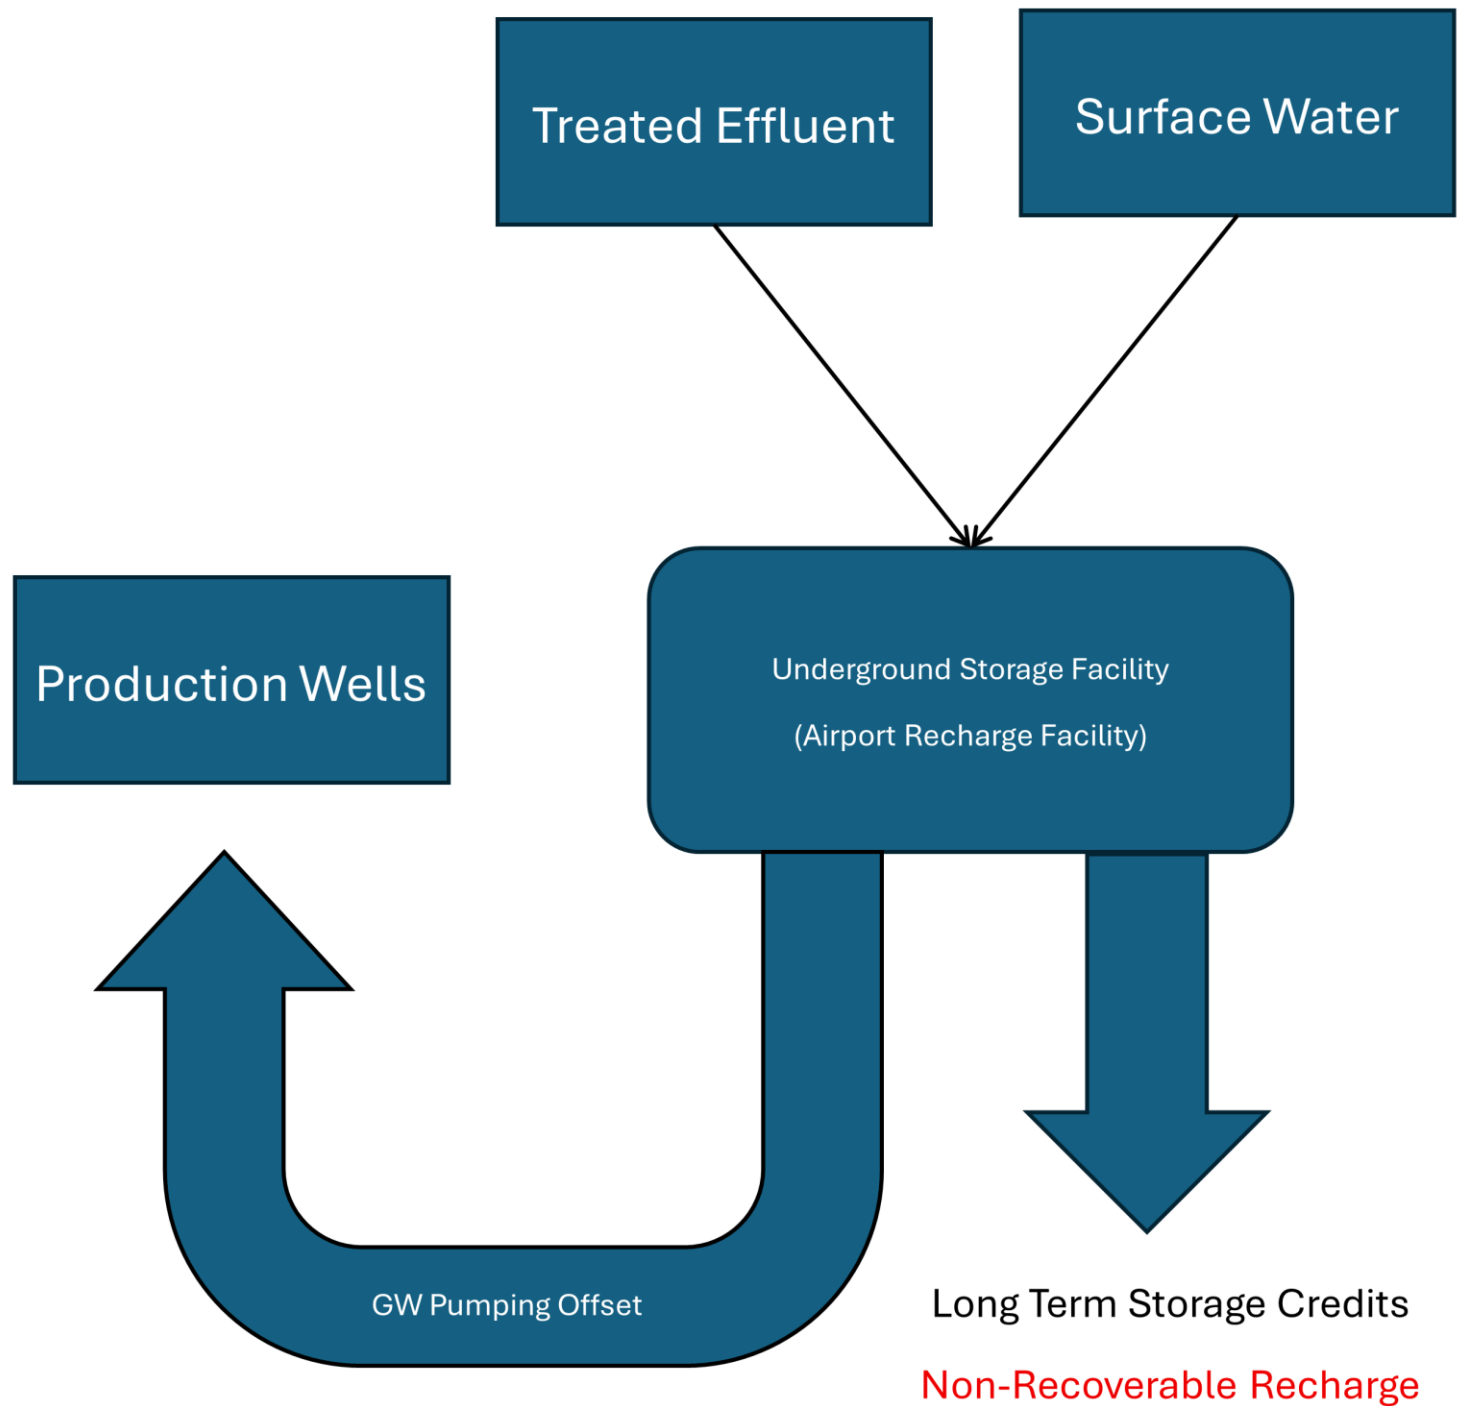 Treated Effluent
Surface Water
Production Wells
Underground Storage Facility
(Airport Recharge Facility)
GW Pumping Offset
Long Term Storage Credits
Non-Recoverable Recharge